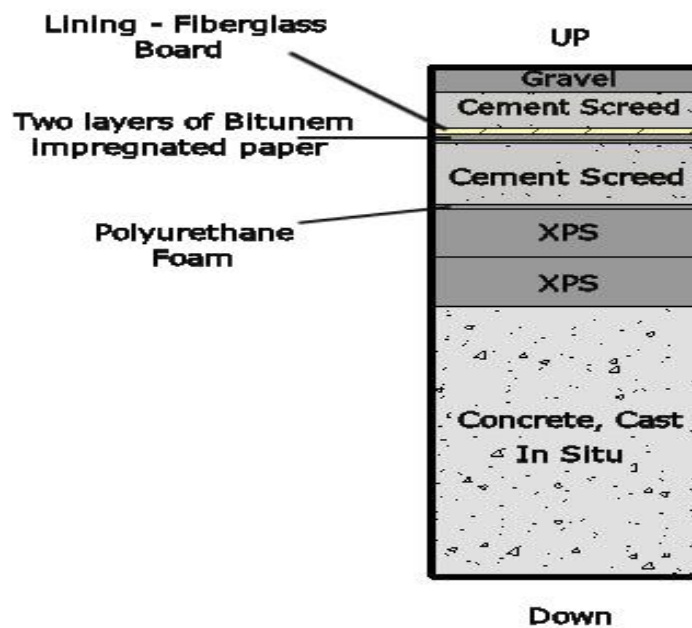 Lining - Fiberglass
Board
UP
Gravel
Cement Screed
Two layers of Bitunem
impregnated paper
Cement Screed
Polyurethane
Foam
XPS
XPS
Concrete, Cast
In Situ
Down